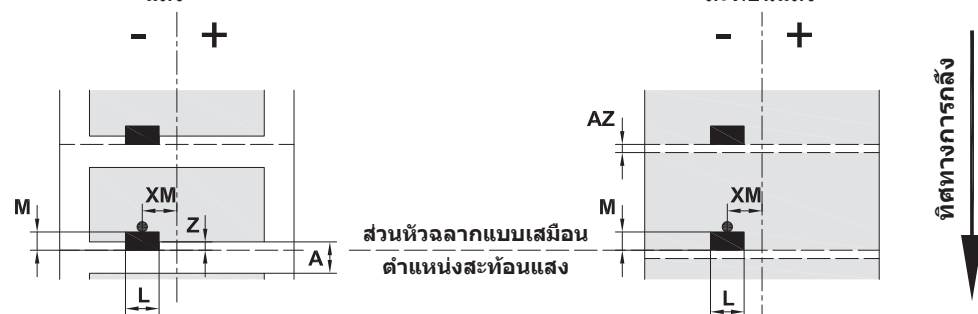 - +
- +
AZ
XM
XM
M
Z
M
A
L
L
ส่วนหัวฉลากแบบเสมือน
ตำแหน่งสะท้อนแสง
ทิศทางการกลิ้ง